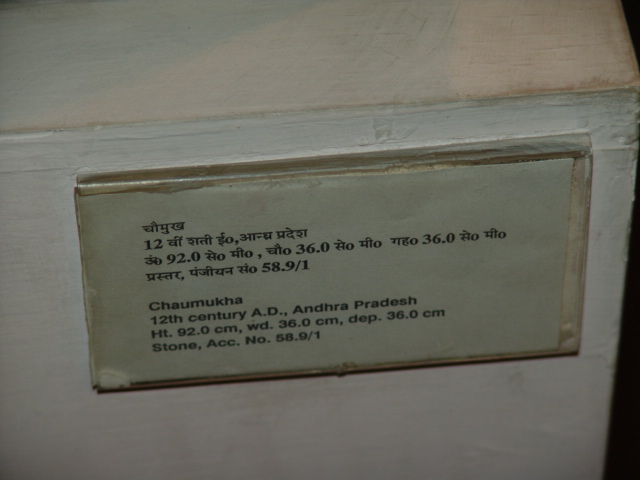 चौमुख
12 वीं शती ई०,आन्ध्र प्रदेश
ऊं० 92.0 से० मी० , चौ० 36.0 से० मी० गह० 36.0 से० मी०
प्रस्तर, पंजीयन सं० 58.9/1
Chaumukha
12th century A.D., Andhra Pradesh
Ht. 92.0 cm, wd. 36.0 cm, dep. 36.0 cm
Stone, Acc. No. 58.9/1